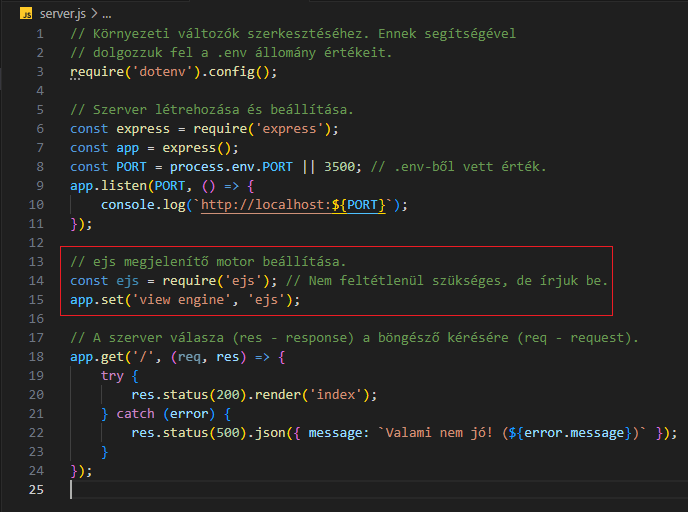 JS server.js > ...
1 // Környezeti változók szerkesztéséhez. Ennek segítségével
2 // dolgozzuk fel a .env állomány értékeit.
3 require('dotenv').config();
4
5 // Szerver létrehozása és beállítása.
6 const express = require('express');
7 const app = express();
8 const PORT = process.env.PORT || 3500; // .env-ből vett érték.
9 app.listen(PORT, () => {
10     console.log(`http://localhost:${PORT}`);
11 });
12
13 // ejs megjelenítő motor beállítása.
14 const ejs = require('ejs'); // Nem feltétlenül szükséges, de írjuk be.
15 app.set('view engine', 'ejs');
16
17 // A szerver válasza (res - response) a böngésző kérésére (req - request).
18 app.get('/', (req, res) => {
19     try {
20         res.status(200).render('index');
21     } catch (error) {
22         res.status(500).json({ message: `Valami nem jó! (${error.message})` });
23     }
24 });
25